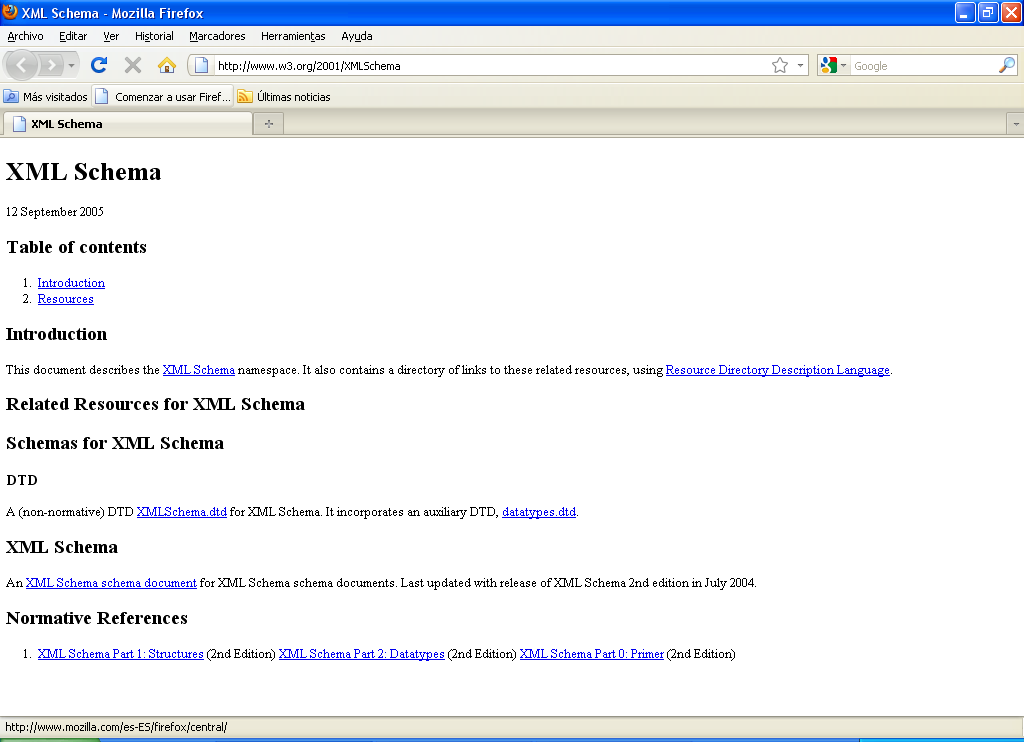 XML Schema - Mozilla Firefox
Archivo Editar Ver Historial Marcadores Herramientas Ayuda
http://www.w3.org/2001/XMLSchema Google
Más visitados Comenzar a usar Firef... Últimas noticias
XML Schema
XML Schema
12 September 2005
Table of contents
1. Introduction
2. Resources
Introduction
This document describes the XML Schema namespace. It also contains a directory of links to these related resources, using Resource Directory Description Language.
Related Resources for XML Schema
Schemas for XML Schema
DTD
A (non-normative) DTD XMLSchema.dtd for XML Schema. It incorporates an auxiliary DTD, datatypes.dtd.
XML Schema
An XML Schema schema document for XML Schema schema documents. Last updated with release of XML Schema 2nd edition in July 2004.
Normative References
1. XML Schema Part 1: Structures (2nd Edition) XML Schema Part 2: Datatypes (2nd Edition) XML Schema Part 0: Primer (2nd Edition)
http://www.mozilla.com/es-ES/firefox/central/